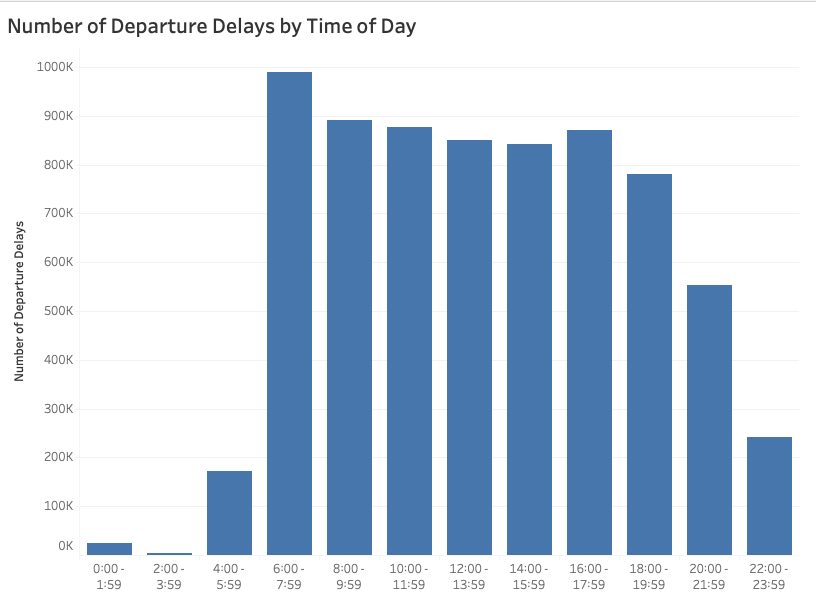 Number of Departure Delays by Time of Day
Number of Departure Delays
1000K
900K
800K
700K
600K
500K
400K
300K
200K
100K
0K
0:00 -
1:59
2:00 -
3:59
4:00 -
5:59
6:00 -
7:59
8:00 -
9:59
10:00 -
11:59
12:00 -
13:59
14:00 -
15:59
16:00 -
17:59
18:00 -
19:59
20:00 -
21:59
22:00 -
23:59